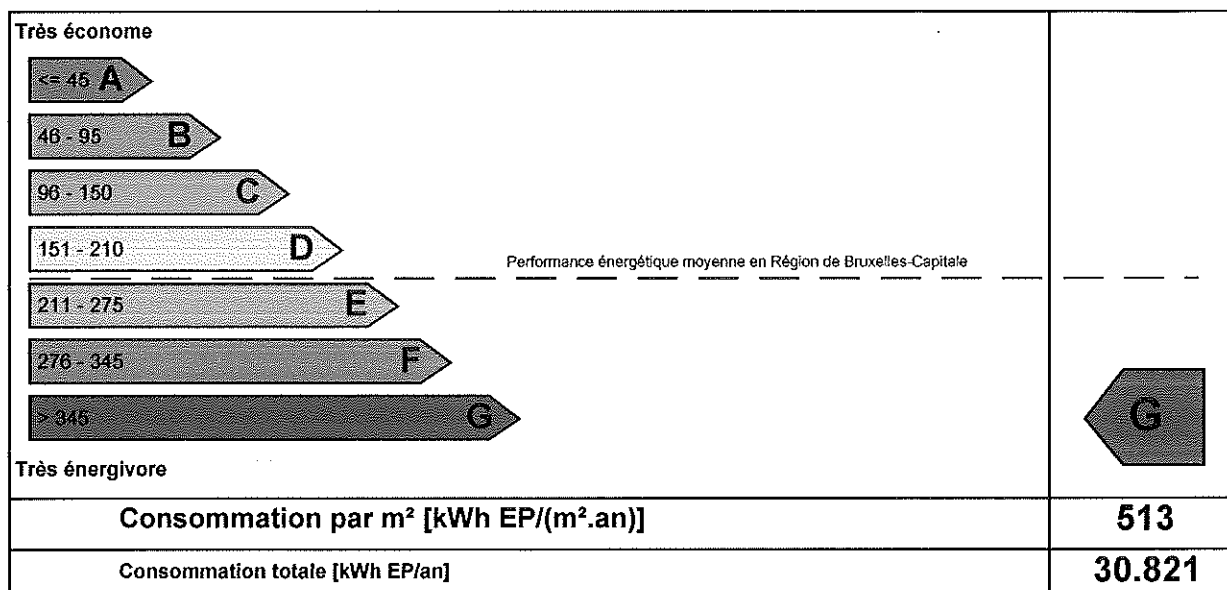 Très économe
<= 45 A
46 - 95 B
96 - 150 C
151 - 210 D
Performance énergétique moyenne en Région de Bruxelles-Capitale
211 - 275 E
276 - 345 F
> 345 G
G
Très énergivore
Consommation par m² [kWh EP/(m².an)] 513
Consommation totale [kWh EP/an] 30.821